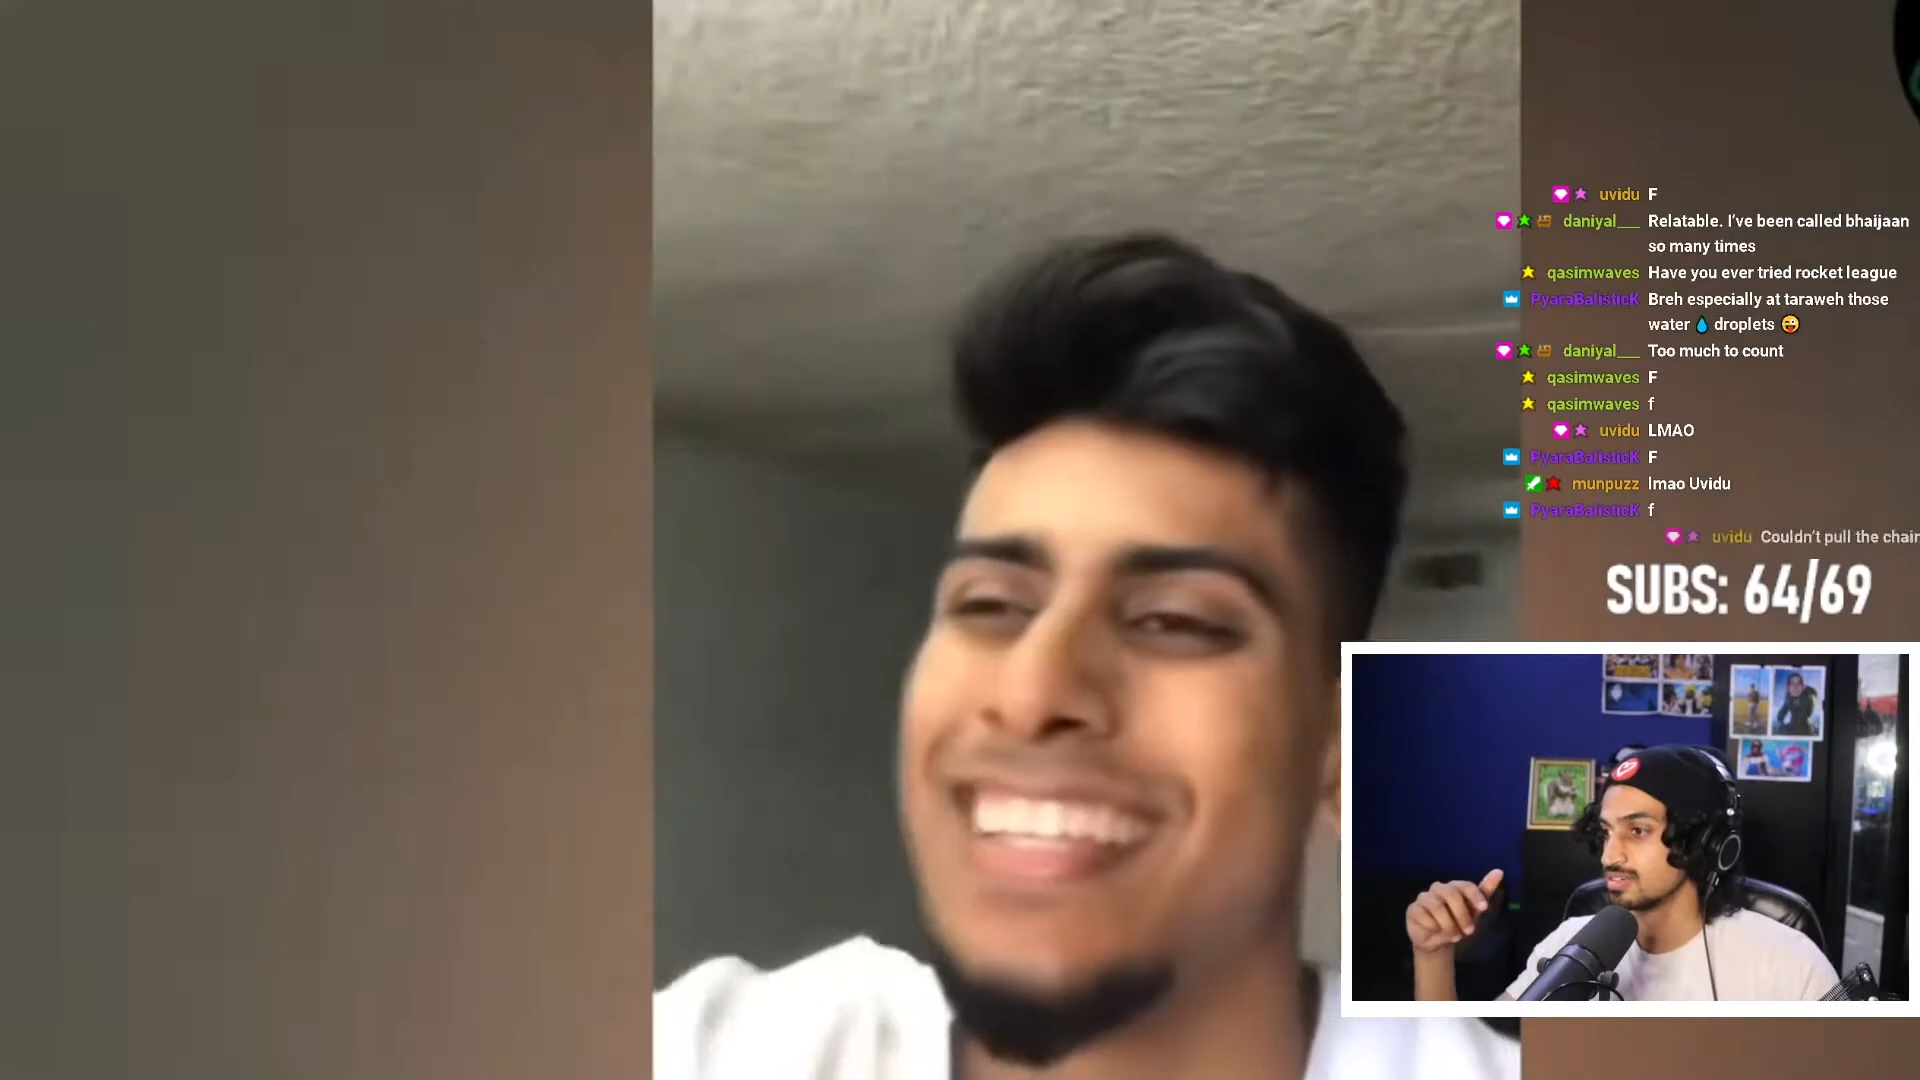 uvidu F
daniyal___ Relatable. I've been called bhaijaan
so many times
qasimwaves Have you ever tried rocket league
PyaraBalisticK Breh especially at taraweh those
water 💧 droplets 😜
daniyal___ Too much to count
qasimwaves F
qasimwaves f
uvidu LMAO
PyaraBalisticK F
munpuzz lmao Uvidu
PyaraBalisticK f
uvidu Couldn't pull the chair
SUBS: 64/69